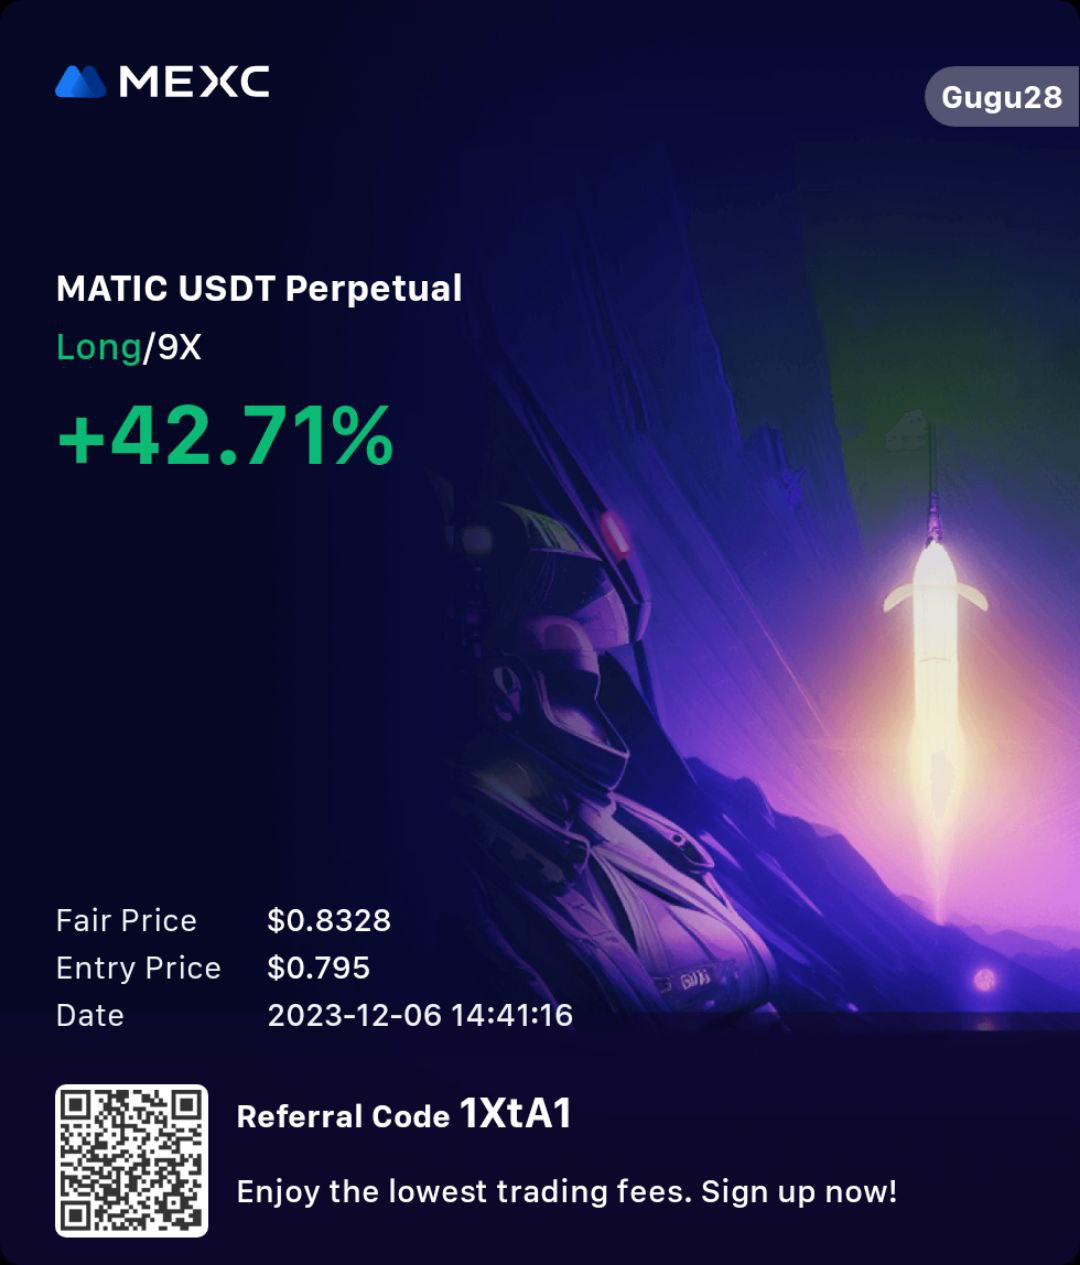 MEXC
Gugu28
MATIC USDT Perpetual
Long/9X
+42.71%
Fair Price $0.8328
Entry Price $0.795
Date 2023-12-06 14:41:16
Referral Code 1XtA1
Enjoy the lowest trading fees. Sign up now!